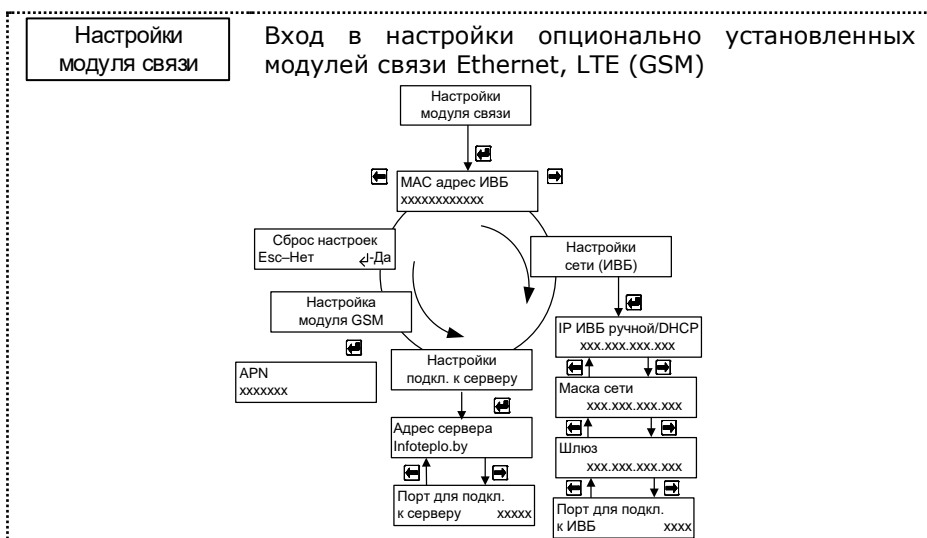 Настройки
модуля связи
Вход в настройки опционально установленных
модулей связи Ethernet, LTE (GSM)
Настройки
модуля связи
МАС адрес ИВБ
xxxxxxxxxxxx
Сброс настроек
Esc–Нет ↲-Да
Настройки
сети (ИВБ)
Настройка
модуля GSM
APN
xxxxxxx
Настройки
подкл. к серверу
Адрес сервера
Infoteplo.by
Порт для подкл.
к серверу xxxxx
IP ИВБ ручной/DHCP
xxx.xxx.xxx.xxx
Маска сети
xxx.xxx.xxx.xxx
Шлюз
xxx.xxx.xxx.xxx
Порт для подкл.
к ИВБ xxxx